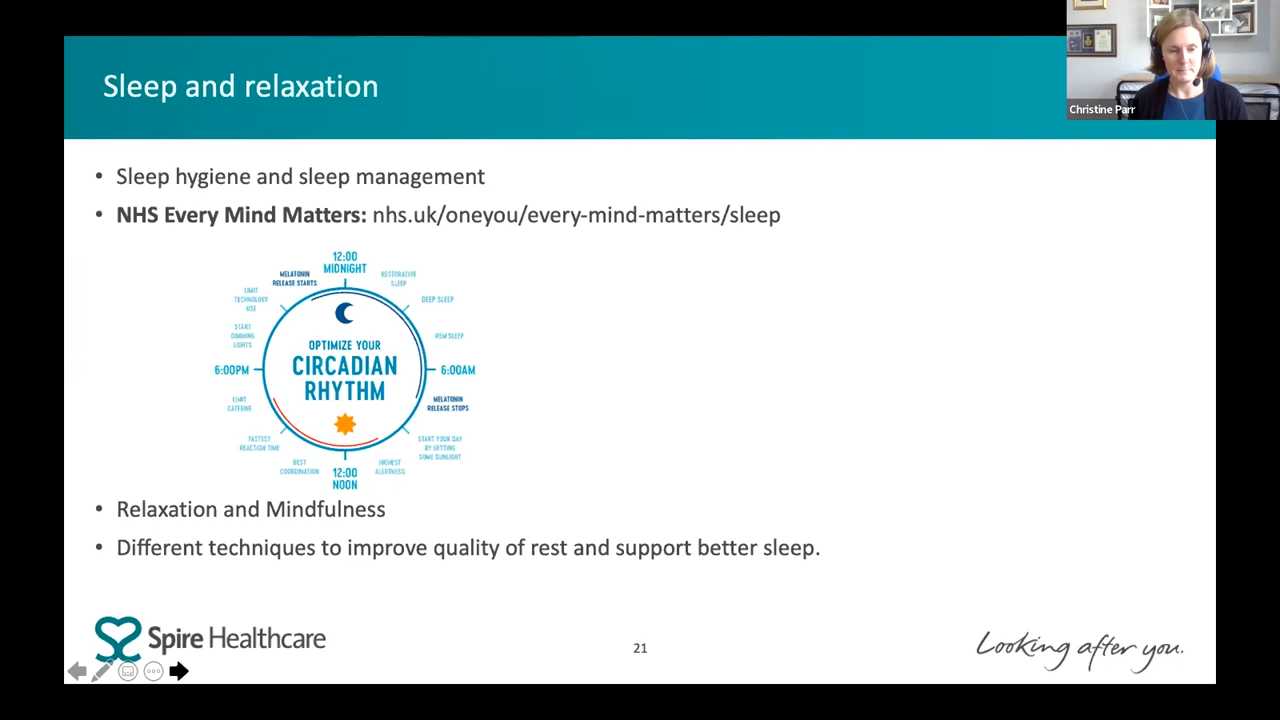 Sleep and relaxation
Christine Parr
• Sleep hygiene and sleep management
• NHS Every Mind Matters: nhs.uk/oneyou/every-mind-matters/sleep
12:00
MIDNIGHT
RESTORATIVE
SLEEP
DEEP SLEEP
REM SLEEP
6:00AM
MELATONIN
RELEASE STOPS
START YOUR DAY
BY GETTING
SOME SUNLIGHT
HIGHEST
ALERTNESS
12:00
NOON
BEST
COORDINATION
FASTEST
REACTION TIME
LIMIT
6:00PM
START
DIMMING
LIGHTS
LIMIT
TECHNOLOGY
USE
MELATONIN
RELEASE STARTS
OPTIMIZE YOUR
CIRCADIAN
RHYTHM
• Relaxation and Mindfulness
• Different techniques to improve quality of rest and support better sleep.
Spire Healthcare
21
Looking after you.